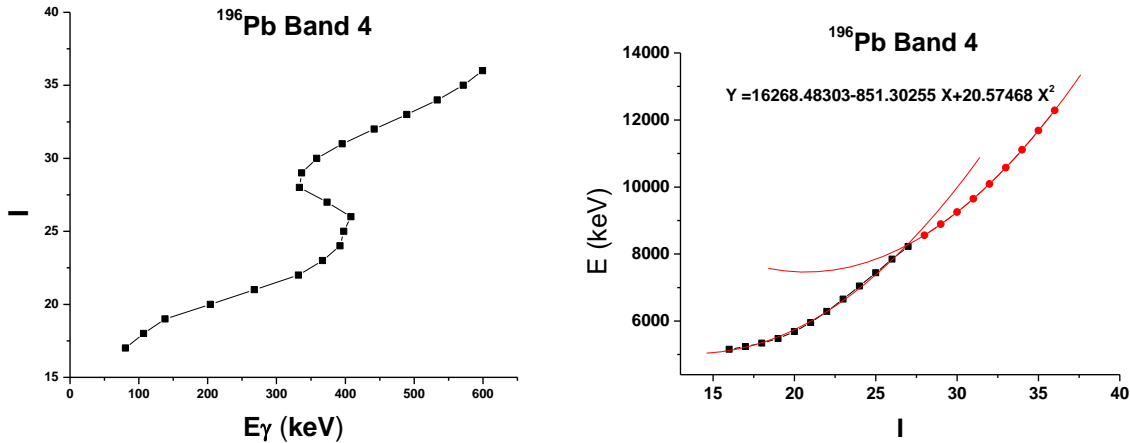 ¹⁹⁶Pb Band 4
40
35
30
25
20
15
I
0 100 200 300 400 500 600
Eγ (keV)
¹⁹⁶Pb Band 4
Y =16268.48303-851.30255 X+20.57468 X²
14000
12000
10000
8000
6000
E (keV)
15 20 25 30 35 40
I